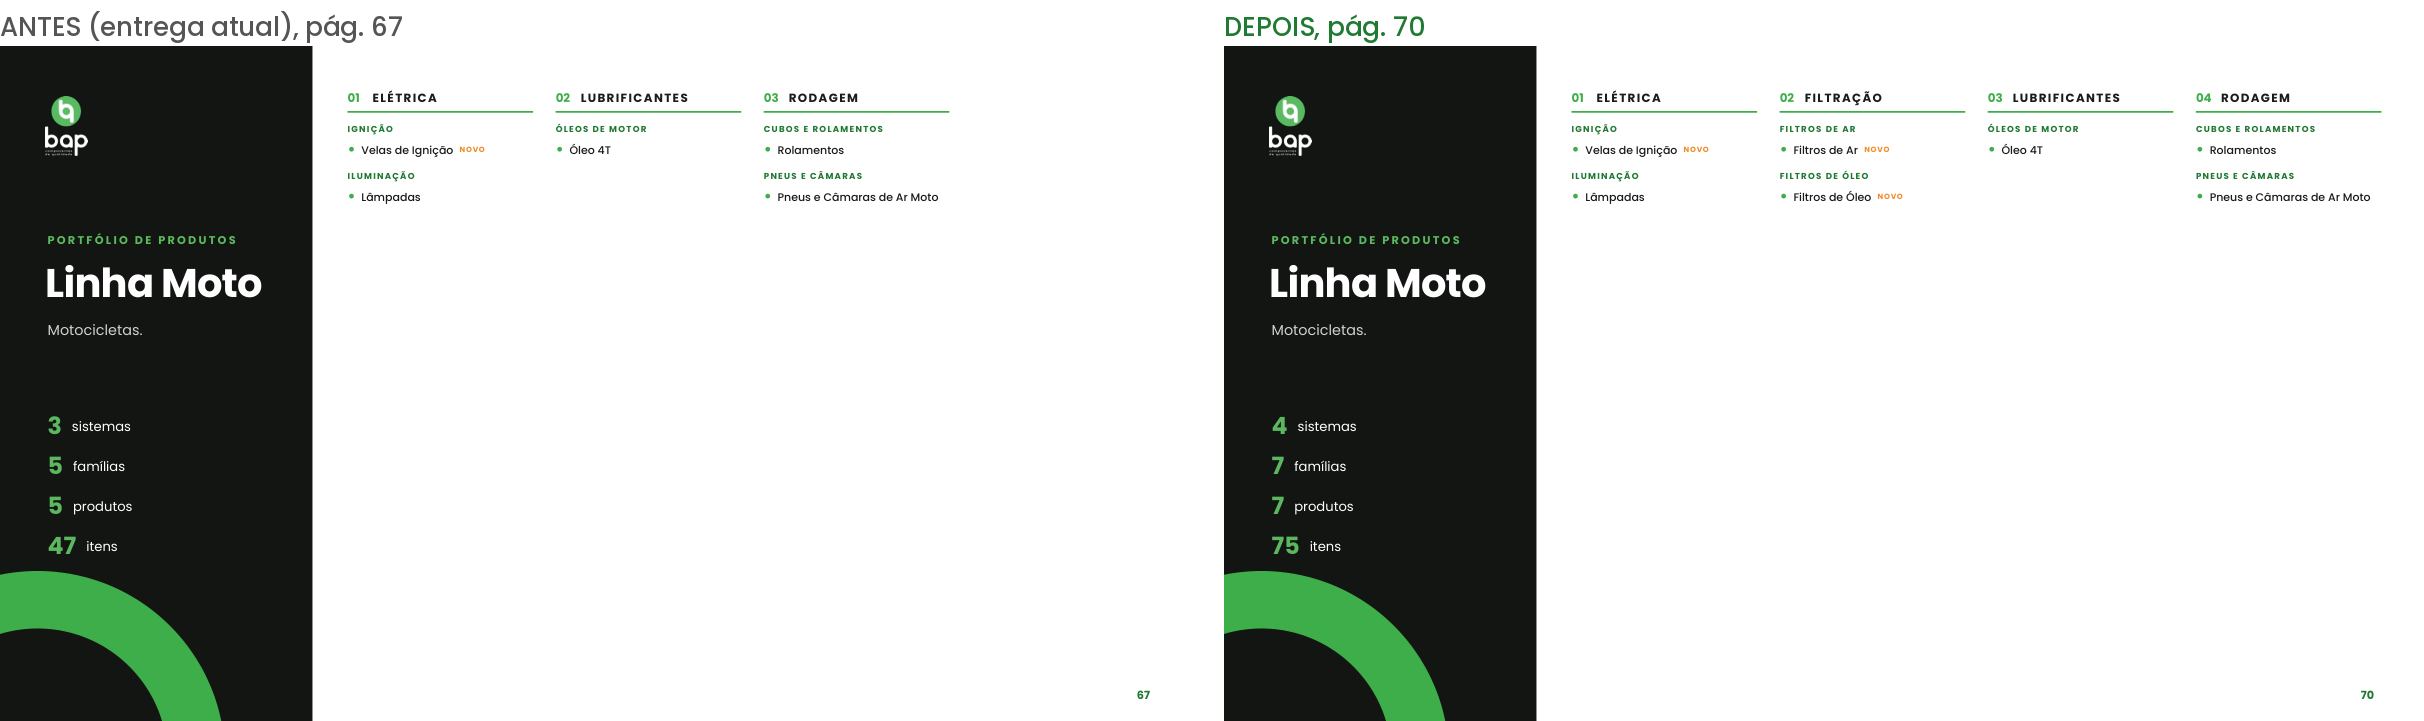 ANTES (entrega atual), pág. 67
bap
PORTFÓLIO DE PRODUTOS
Linha Moto
Motocicletas.
3 sistemas
5 famílias
5 produtos
47 itens
01 ELÉTRICA
IGNIÇÃO
Velas de Ignição NOVO
ILUMINAÇÃO
Lâmpadas
02 LUBRIFICANTES
ÓLEOS DE MOTOR
Óleo 4T
03 RODAGEM
CUBOS E ROLAMENTOS
Rolamentos
PNEUS E CÂMARAS
Pneus e Câmaras de Ar Moto
67
DEPOIS, pág. 70
bap
PORTFÓLIO DE PRODUTOS
Linha Moto
Motocicletas.
4 sistemas
7 famílias
7 produtos
75 itens
01 ELÉTRICA
IGNIÇÃO
Velas de Ignição NOVO
ILUMINAÇÃO
Lâmpadas
02 FILTRAÇÃO
FILTROS DE AR
Filtros de Ar NOVO
FILTROS DE ÓLEO
Filtros de Óleo NOVO
03 LUBRIFICANTES
ÓLEOS DE MOTOR
Óleo 4T
04 RODAGEM
CUBOS E ROLAMENTOS
Rolamentos
PNEUS E CÂMARAS
Pneus e Câmaras de Ar Moto
70